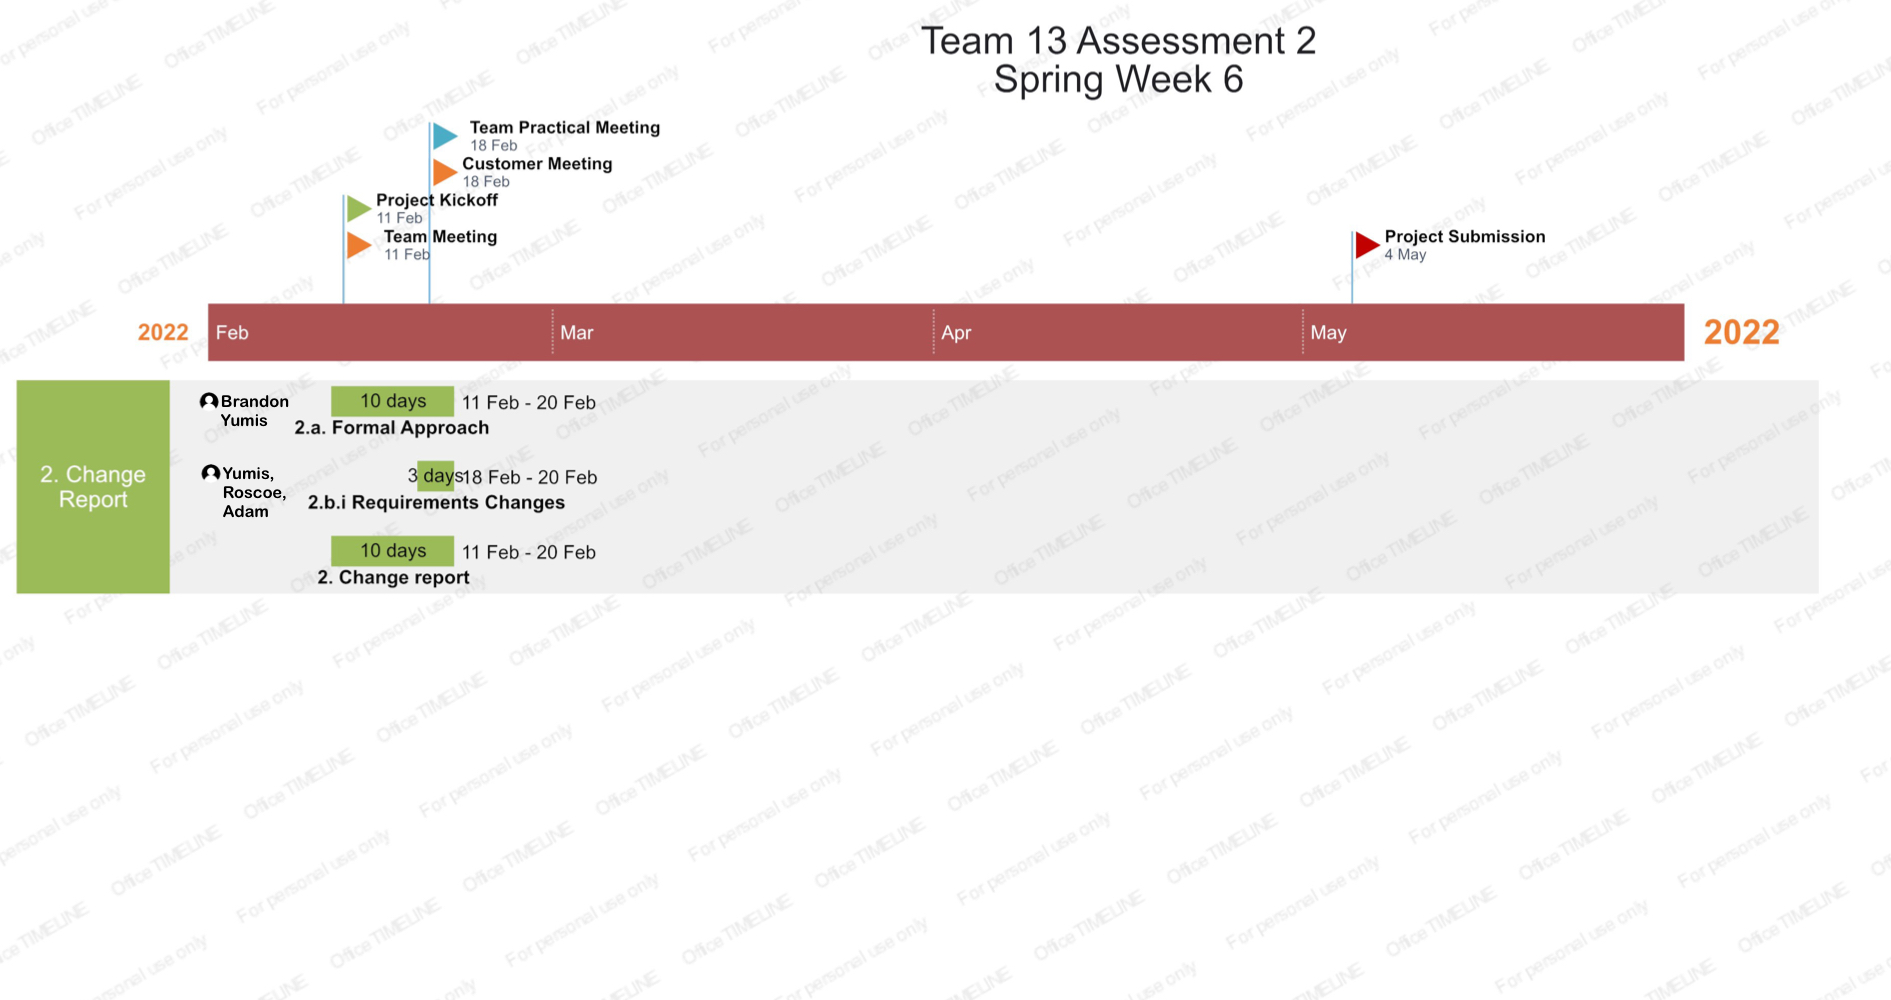 Team 13 Assessment 2
Spring Week 6
Team Practical Meeting
18 Feb
Customer Meeting
18 Feb
Project Kickoff
11 Feb
Team Meeting
11 Feb
Project Submission
4 May
2022
Feb
Mar
Apr
May
2022
2. Change
Report
Brandon
Yumis
10 days
11 Feb - 20 Feb
2.a. Formal Approach
Yumis,
Roscoe,
Adam
3 days
18 Feb - 20 Feb
2.b.i Requirements Changes
10 days
11 Feb - 20 Feb
2. Change report
Office TIMELINE
For personal use only